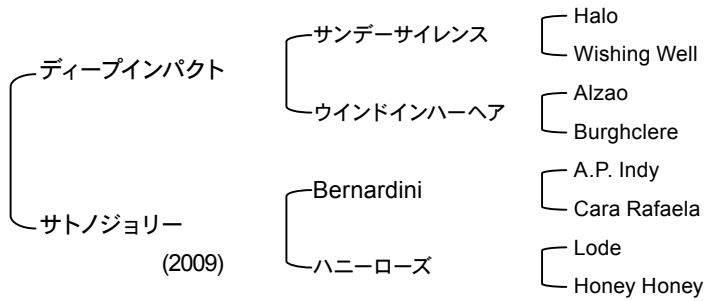 ディープインパクト
サトノジョリー
(2009)
サンデーサイレンス
ウインドインハーヘア
Bernardini
ハニーローズ
Halo
Wishing Well
Alzao
Burghclere
A.P. Indy
Cara Rafaela
Lode
Honey Honey